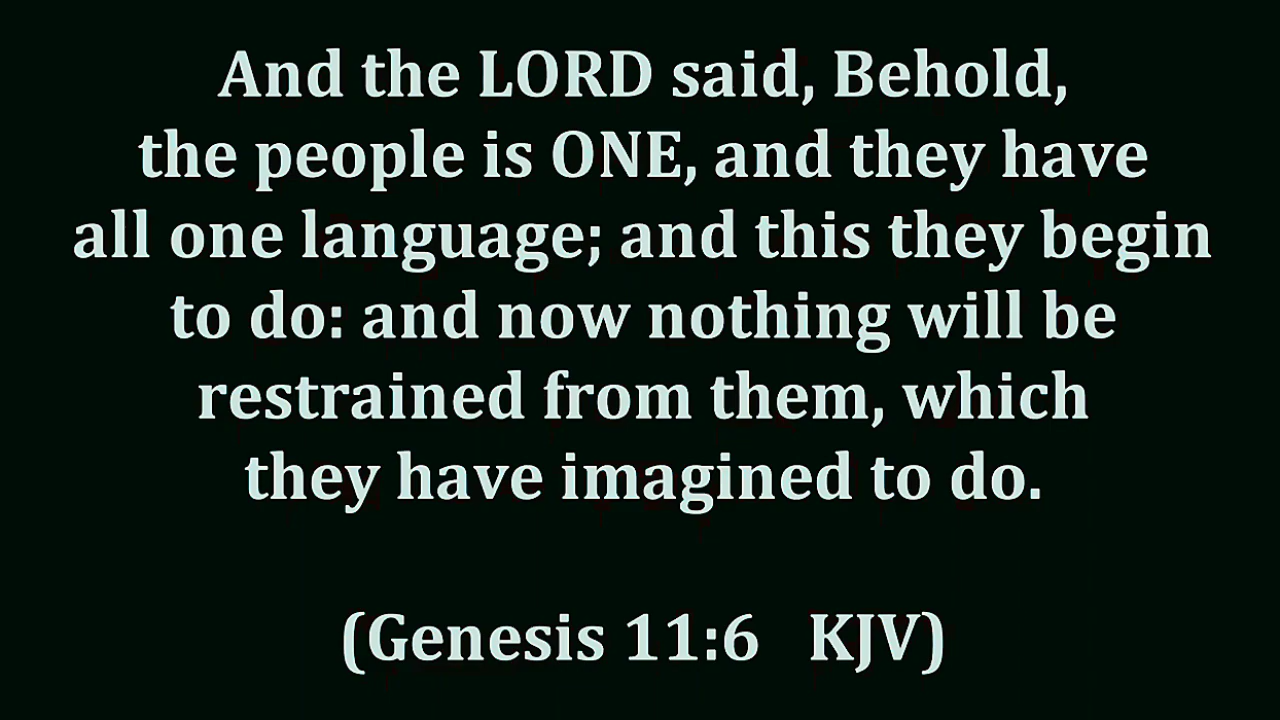 And the LORD said, Behold,
the people is ONE, and they have
all one language; and this they begin
to do: and now nothing will be
restrained from them, which
they have imagined to do.
(Genesis 11:6 KJV)